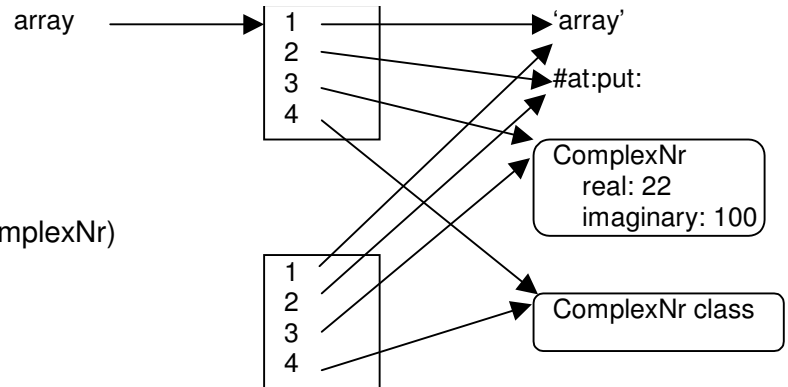 array
1
2
3
4
‘array’
#at:put:
ComplexNr
real: 22
imaginary: 100
mplexNr)
1
2
3
4
ComplexNr class